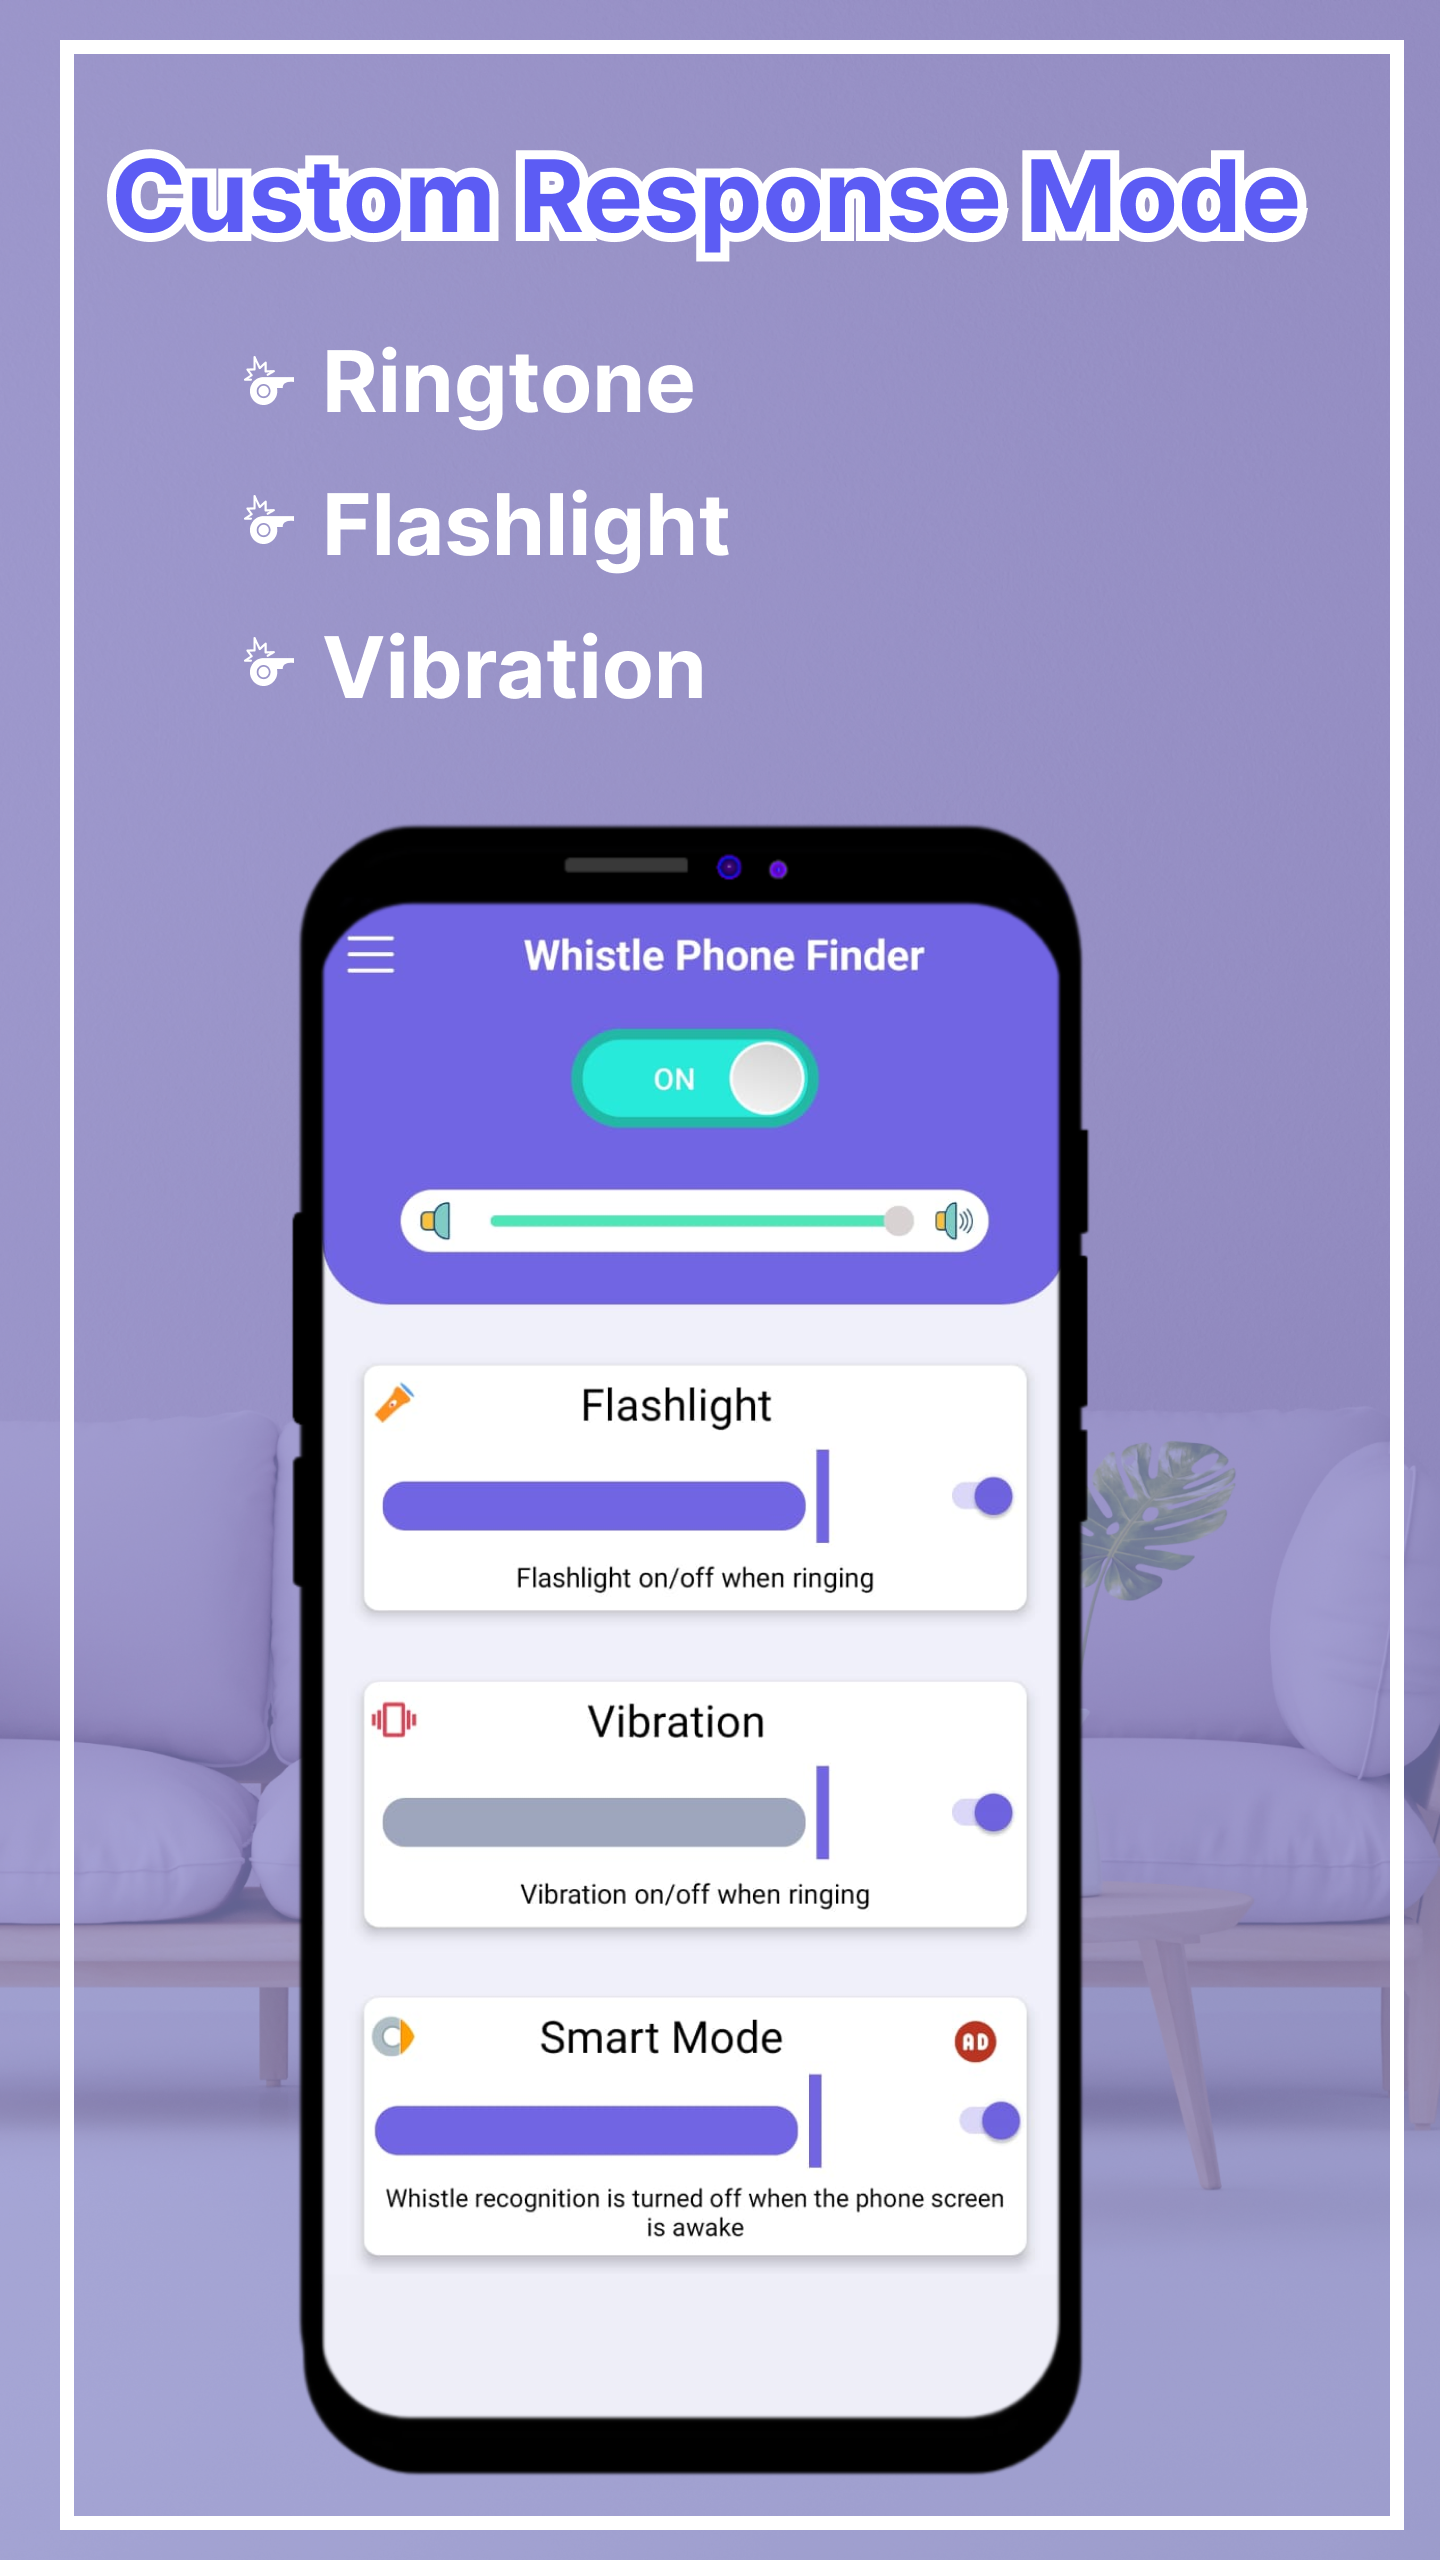 Custom Response Mode
Ringtone
Flashlight
Vibration
Whistle Phone Finder
ON
Flashlight
Flashlight on/off when ringing
Vibration
Vibration on/off when ringing
Smart Mode
AD
Whistle recognition is turned off when the phone screen
is awake